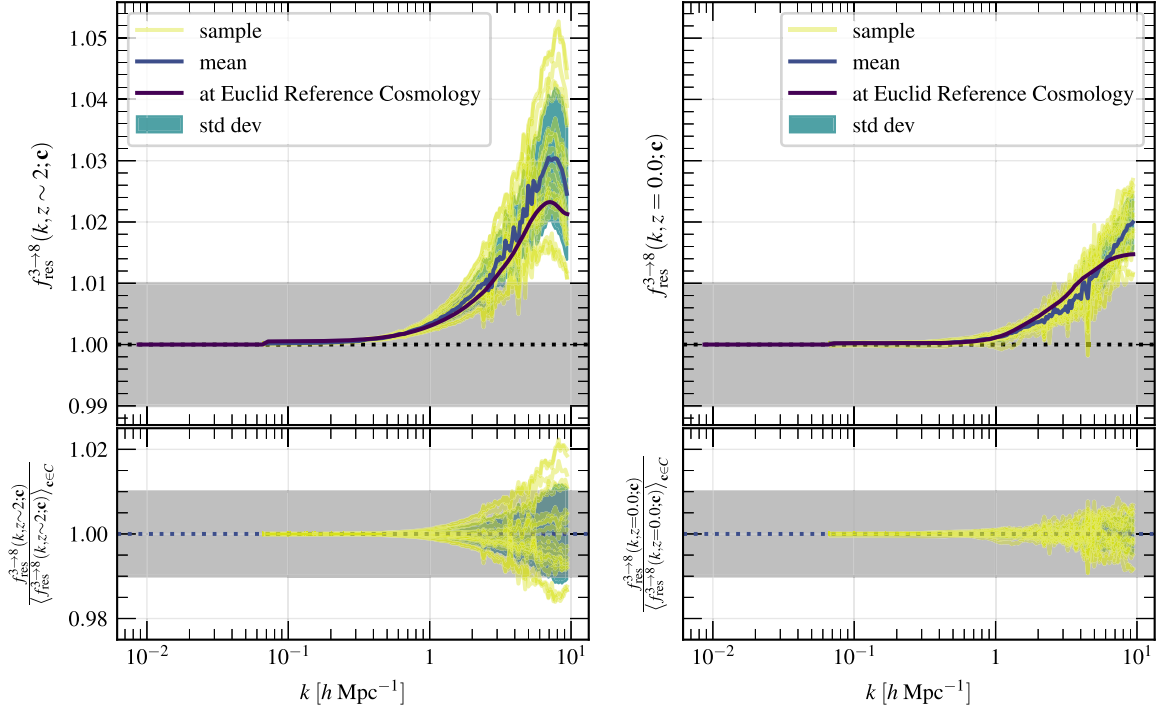 1.05
1.04
1.03
1.02
1.01
1.00
0.99
f_res^{3→8}(k, z ∼ 2; c)
sample
mean
at Euclid Reference Cosmology
std dev
f_res^{3→8}(k, z = 0.0; c)
sample
mean
at Euclid Reference Cosmology
std dev
1.02
1.00
0.98
f_res^{3→8}(k,z∼2;c)
⟨f_res^{3→8}(k,z∼2;c)⟩_{c∈C}
10^{−2}
10^{−1}
1
10^{1}
k [h Mpc^{−1}]
f_res^{3→8}(k,z=0.0;c)
⟨f_res^{3→8}(k,z=0.0;c)⟩_{c∈C}
10^{−2}
10^{−1}
1
10^{1}
k [h Mpc^{−1}]